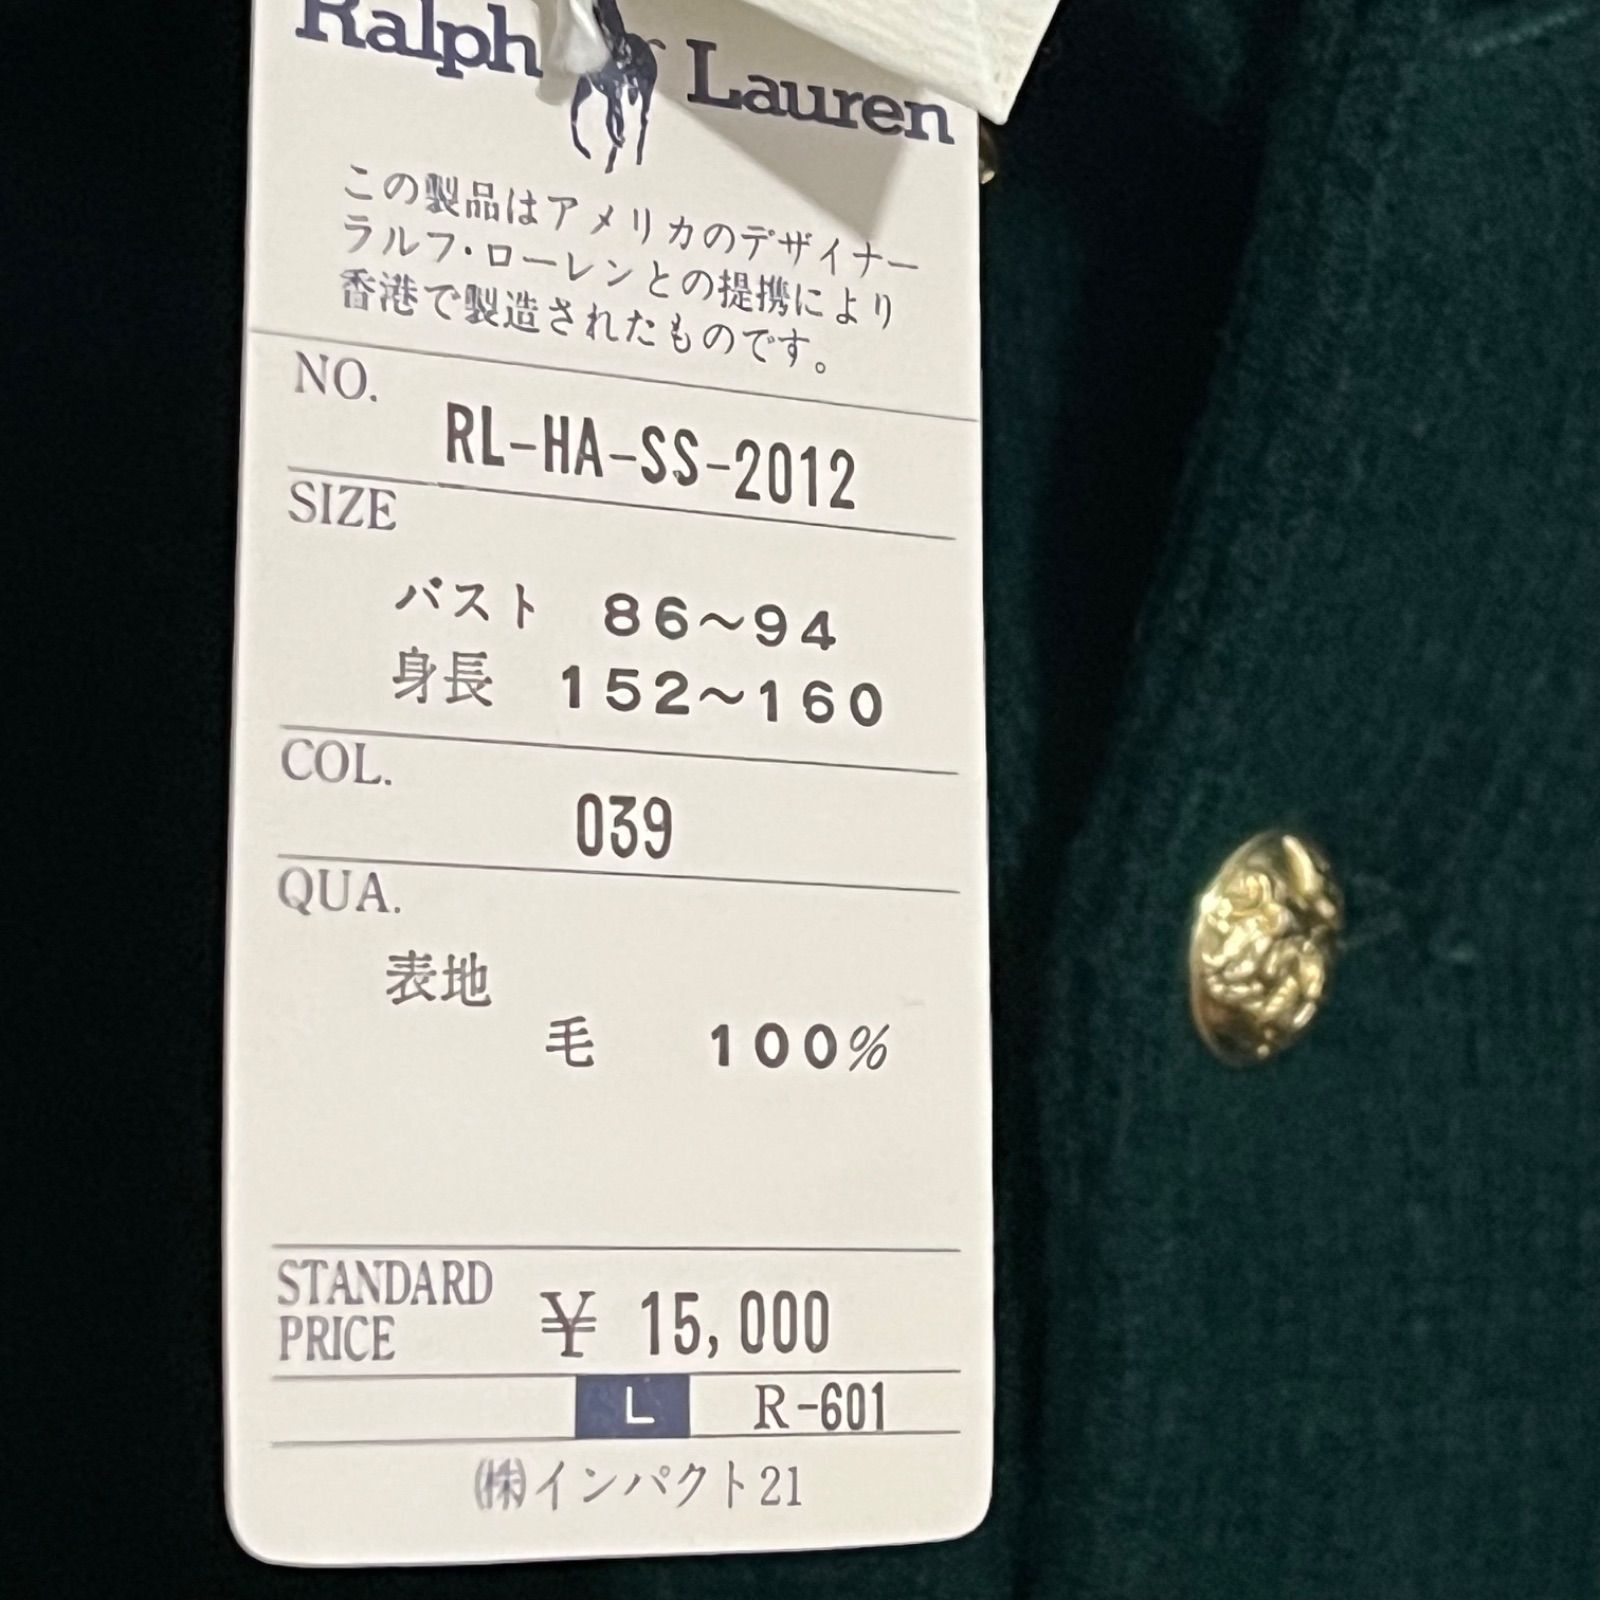 Ralph Lauren
この製品はアメリカのデザイナー
ラルフ・ローレンとの提携により
香港で製造されたものです。
NO.
RL-HA-SS-2012
SIZE
バスト 86～94
身長 152～160
COL.
039
QUA.
表地
毛 100%
STANDARD
PRICE ¥ 15,000
L R-601
㈱インパクト21